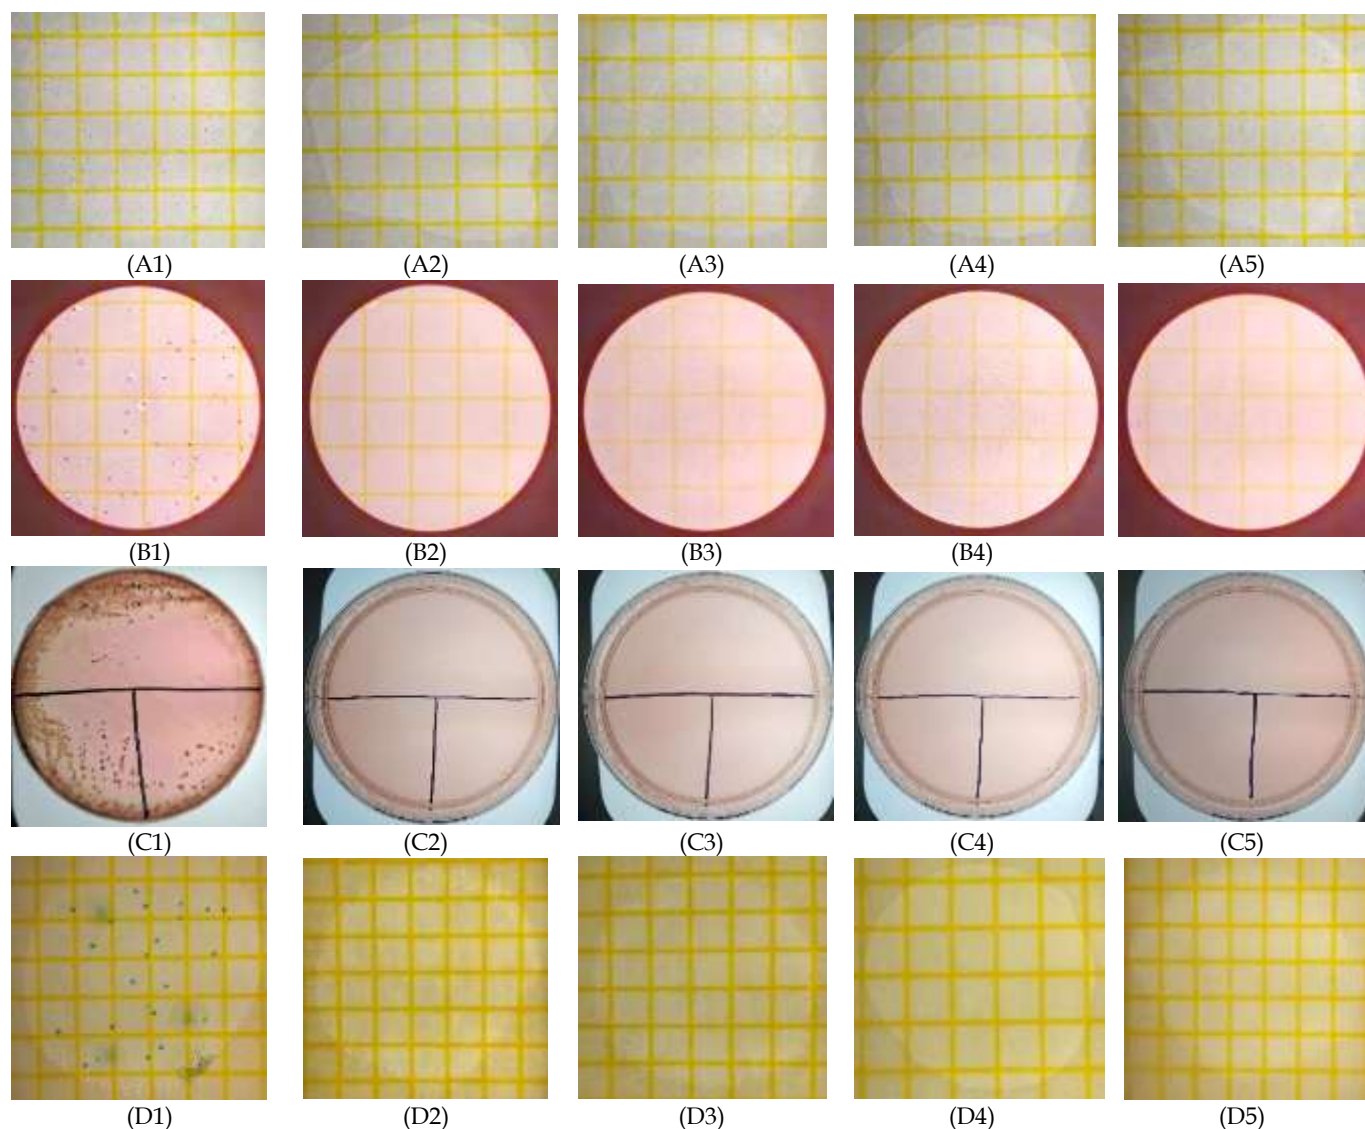 (A1) (A2) (A3) (A4) (A5)
(B1) (B2) (B3) (B4)
(C1) (C2) (C3) (C4) (C5)
(D1) (D2) (D3) (D4) (D5)